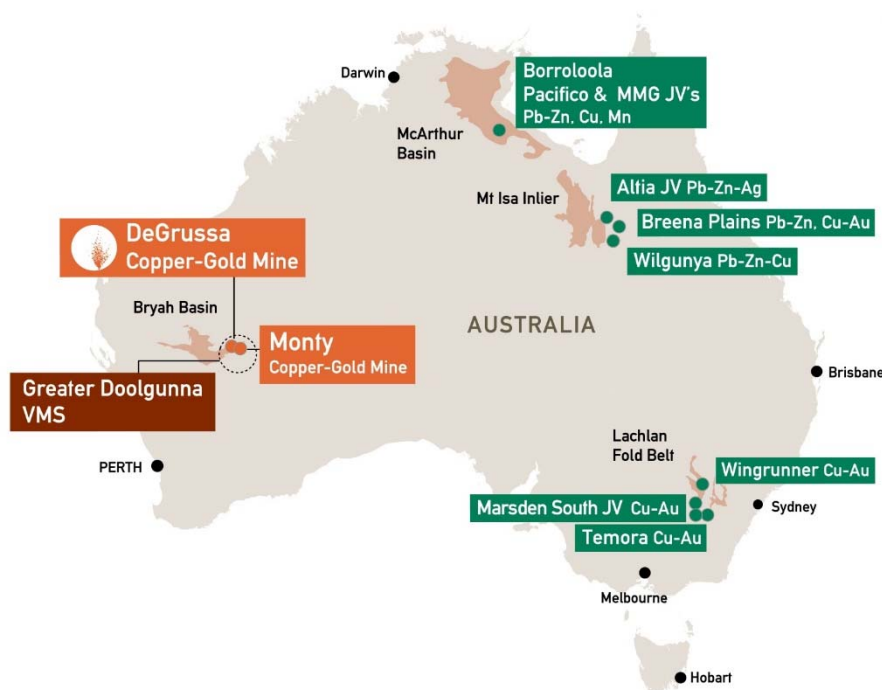 Darwin
Borroloola
Pacifico & MMG JV's
Pb-Zn, Cu, Mn
McArthur
Basin
Mt Isa Inlier
Altia JV Pb-Zn-Ag
Breena Plains Pb-Zn, Cu-Au
Wilgunya Pb-Zn-Cu
DeGrussa
Copper-Gold Mine
Bryah Basin
AUSTRALIA
Monty
Copper-Gold Mine
Greater Doolgunna
VMS
Brisbane
PERTH
Lachlan
Fold Belt
Wingrunner Cu-Au
Marsden South JV Cu-Au
Sydney
Temora Cu-Au
Melbourne
Hobart